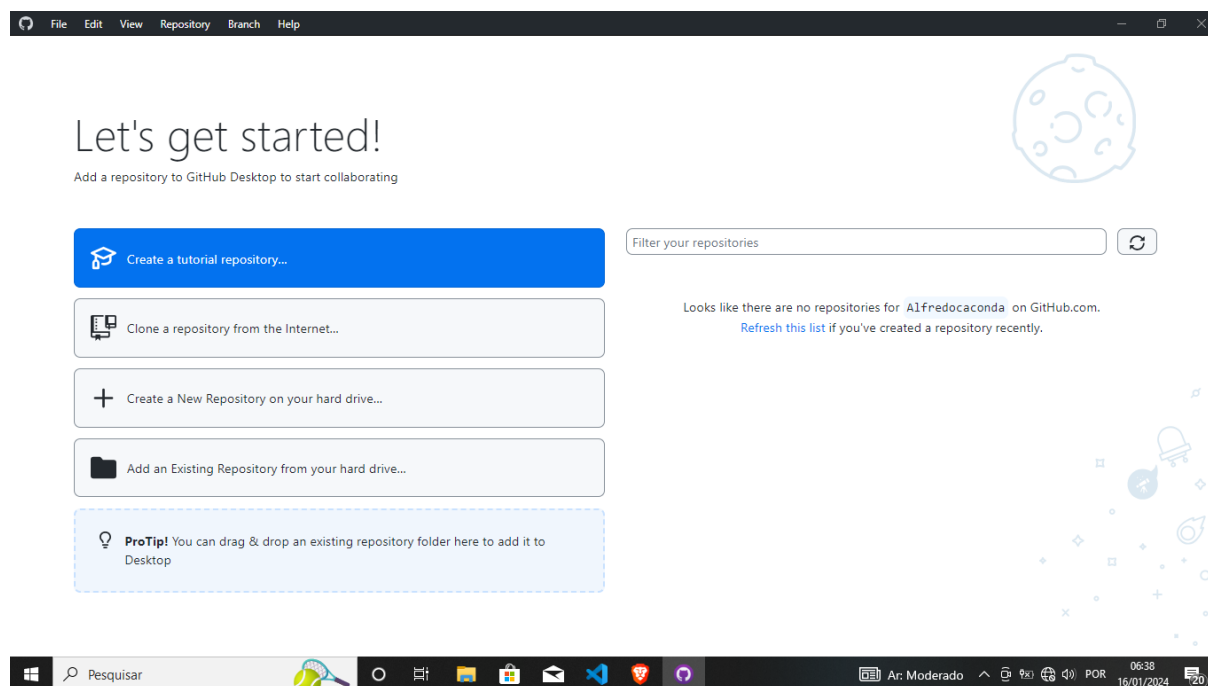 File Edit View Repository Branch Help
Let's get started!
Add a repository to GitHub Desktop to start collaborating
Create a tutorial repository...
Clone a repository from the Internet...
Create a New Repository on your hard drive...
Add an Existing Repository from your hard drive...
ProTip! You can drag & drop an existing repository folder here to add it to
Desktop
Filter your repositories
Looks like there are no repositories for Alfredocaconda on GitHub.com.
Refresh this list if you've created a repository recently.
Pesquisar
Ar: Moderado
POR
06:38
16/01/2024
20